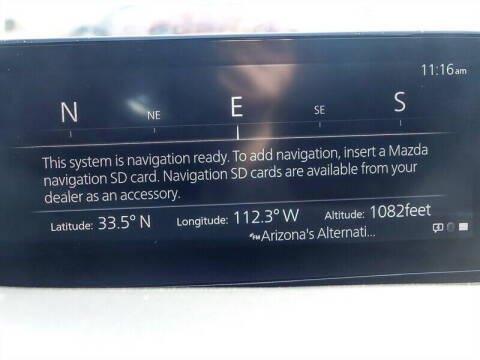 11:16am
N NE E SE S
This system is navigation ready. To add navigation, insert a Mazda
navigation SD card. Navigation SD cards are available from your
dealer as an accessory.
Latitude: 33.5° N Longitude: 112.3° W Altitude: 1082feet
FM Arizona's Alternati...